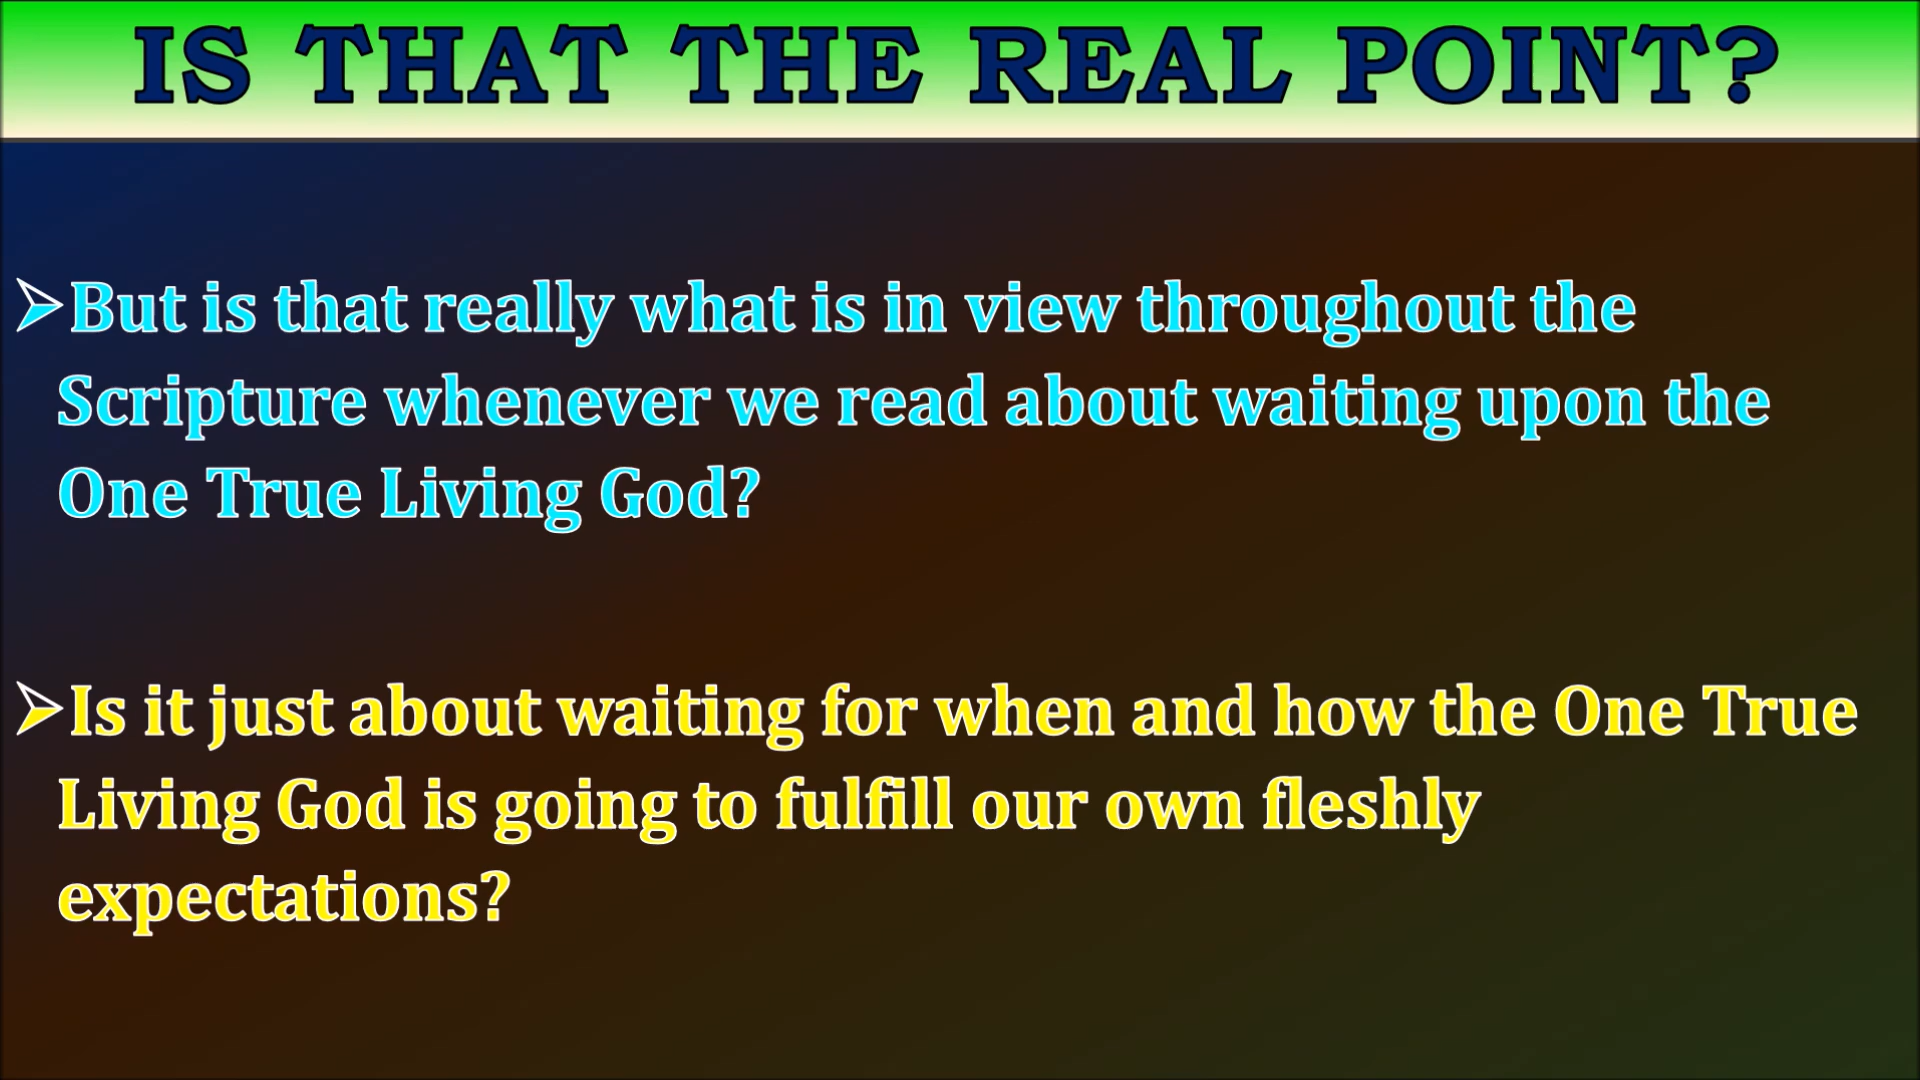 IS THAT THE REAL POINT?
➢But is that really what is in view throughout the
Scripture whenever we read about waiting upon the
One True Living God?
➢Is it just about waiting for when and how the One True
Living God is going to fulfill our own fleshly
expectations?